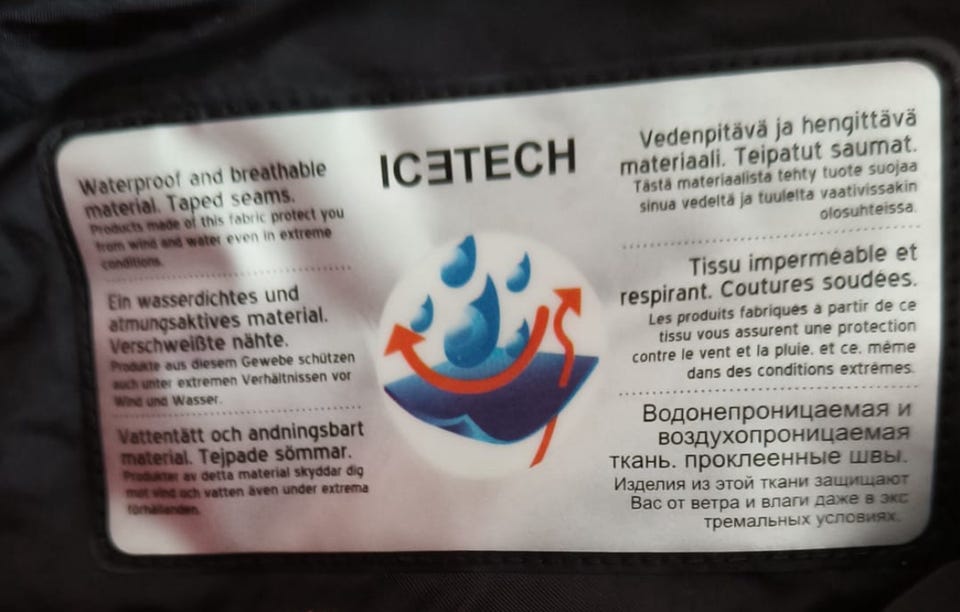 ICƎTECH
Waterproof and breathable
material. Taped seams.
Products made of this fabric protect you
from wind and water even in extreme
conditions.
Ein wasserdichtes und
atmungsaktives material.
Verschweißte nähte.
Produkte aus diesem Gewebe schützen
auch unter extremen Verhältnissen vor
Wind und Wasser.
Vattentätt och andningsbart
material. Tejpade sömmar.
Produkter av detta material skyddar dig
mot vind och vatten även under extrema
förhållanden.
Vedenpitävä ja hengittävä
materiaali. Teipatut saumat.
Tästä materiaalista tehty tuote suojaa
sinua vedeltä ja tuulelta vaativissakin
olosuhteissa.
Tissu imperméable et
respirant. Coutures soudées.
Les produits fabriqués à partir de ce
tissu vous assurent une protection
contre le vent et la pluie. et ce. même
dans des conditions extrêmes.
Водонепроницаемая и
воздухопроницаемая
ткань. проклеенные швы.
Изделия из этой ткани защищают
Вас от ветра и влаги даже в экс
тремальных условиях.